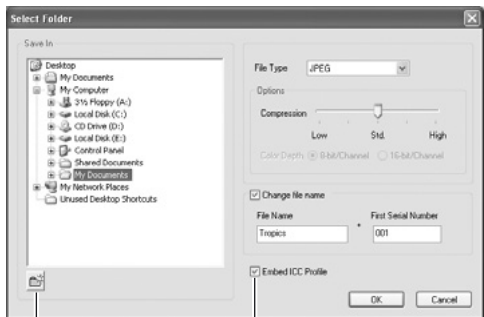 Select Folder
Save In
Desktop
My Documents
My Computer
3½ Floppy (A:)
Local Disk (C:)
CD Drive (D:)
Local Disk (E:)
Control Panel
Shared Documents
My Documents
My Network Places
Unused Desktop Shortcuts
File Type JPEG
Options
Compression
Low Std. High
Color Depth: 8-bit/Channel 16-bit/Channel
Change file name
File Name First Serial Number
Tropics * 001
Embed ICC Profile
OK Cancel